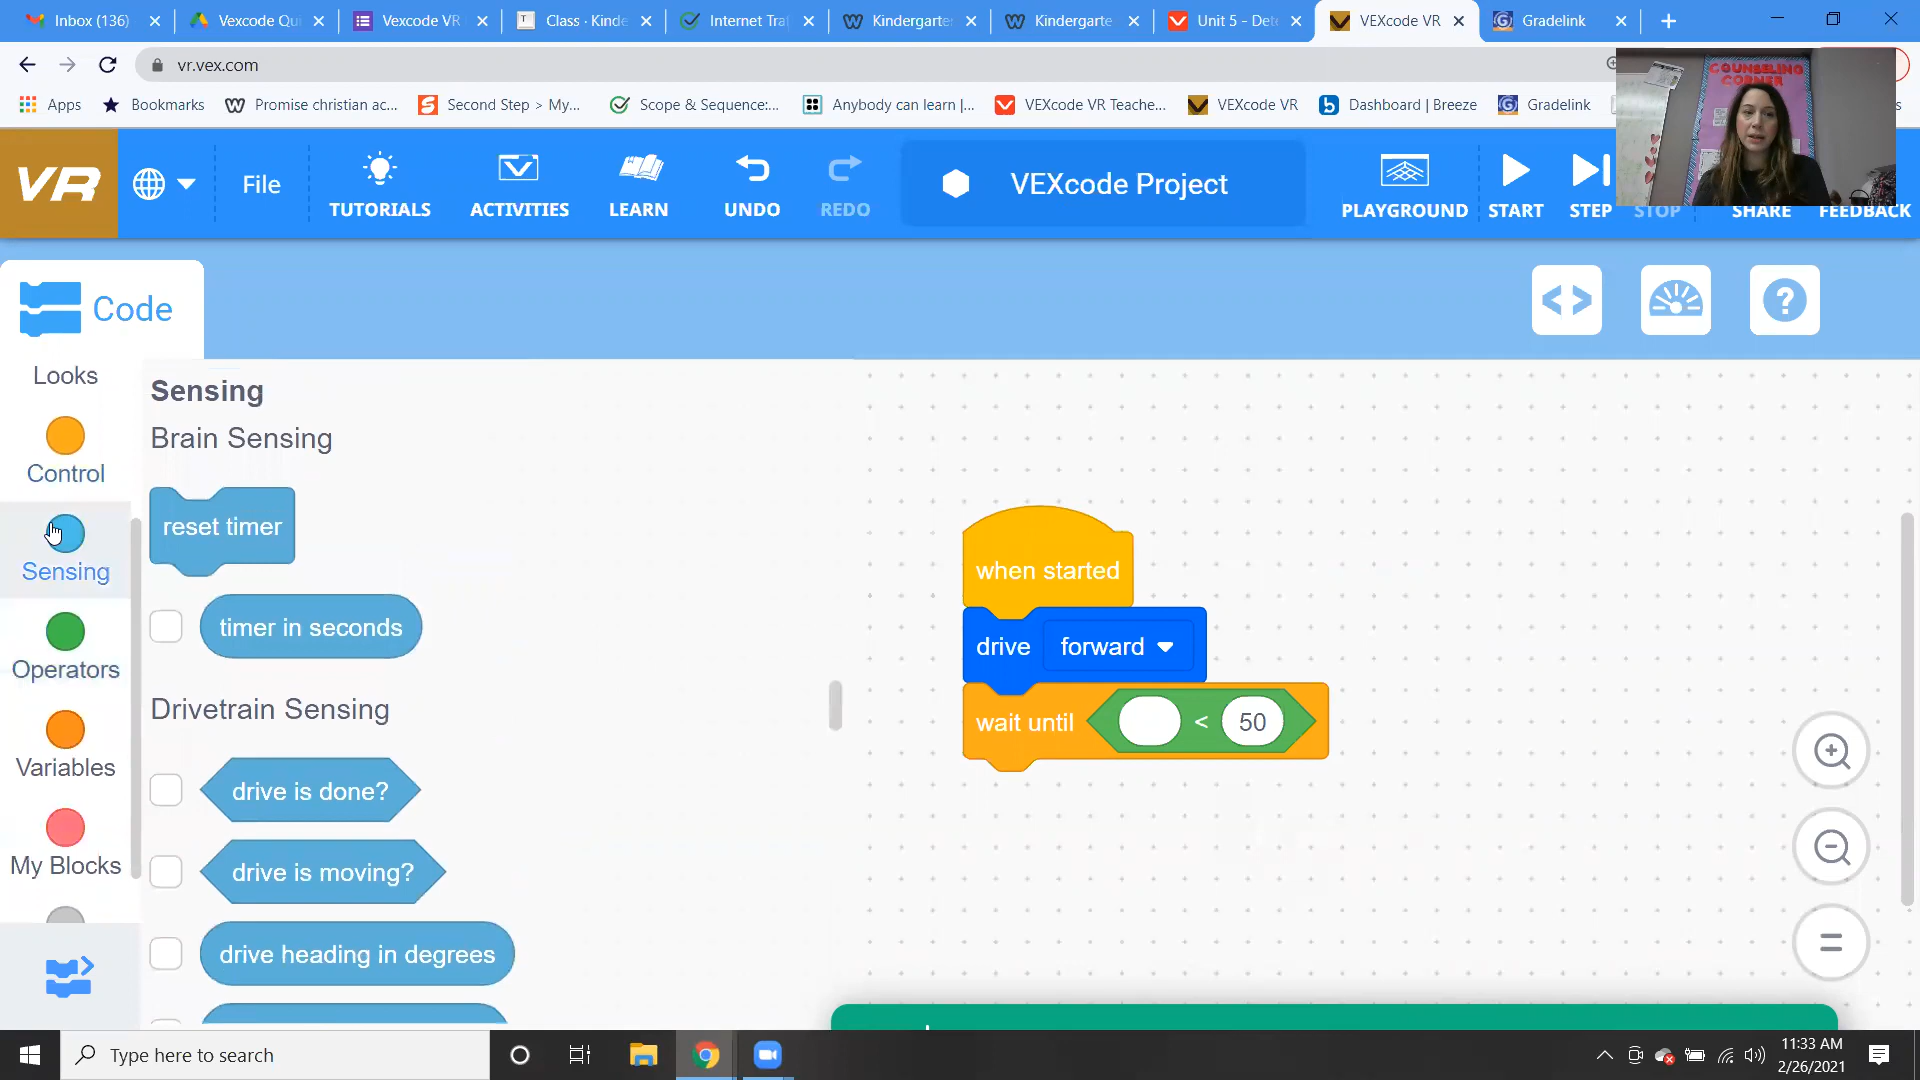 Inbox (136)
Vexcode Qui
Vexcode VR
Class · Kinde
Internet Trai
Kindergarte
Kindergarte
Unit 5 - Det
VEXcode VR
Gradelink
vr.vex.com
Apps
Bookmarks
Promise christian ac...
Second Step > My...
Scope & Sequence:...
Anybody can learn |...
VEXcode VR Teache...
VEXcode VR
Dashboard | Breeze
Gradelink
COUNSELING
CORNER
VR
File
TUTORIALS
ACTIVITIES
LEARN
UNDO
REDO
VEXcode Project
PLAYGROUND
START
STEP
STOP
SHARE
FEEDBACK
Code
Looks
Control
Sensing
Operators
Variables
My Blocks
Sensing
Brain Sensing
reset timer
timer in seconds
Drivetrain Sensing
drive is done?
drive is moving?
drive heading in degrees
when started
drive forward
wait until < 50
Type here to search
11:33 AM
2/26/2021